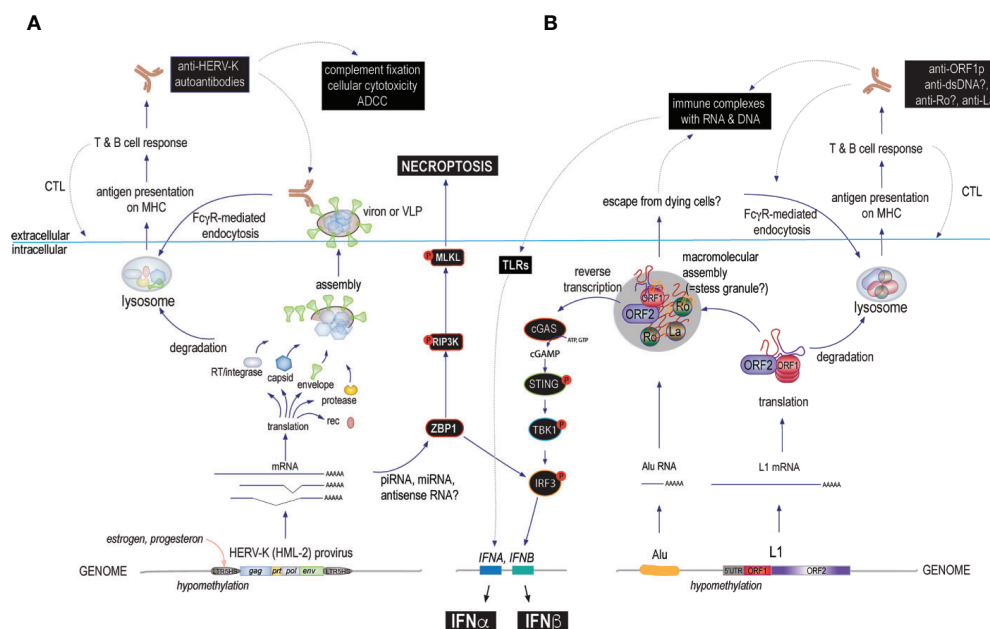 A
anti-HERV-K
autoantibodies
complement fixation
cellular cytotoxicity
ADCC
T & B cell response
CTL
antigen presentation
on MHC
FcγR-mediated
endocytosis
viron or VLP
NECROPTOSIS
extracellular
intracellular
lysosome
assembly
degradation
RT/integrase
capsid
envelope
protease
translation
rec
P
MLKL
P
RIP3K
ZBP1
mRNA
AAAAA
AAAAA
AAAAA
piRNA, miRNA,
antisense RNA?
estrogen, progesteron
HERV-K (HML-2) provirus
GENOME
LTR5HS
gag
prt
pol
env
LTR5HS
hypomethylation
B
immune complexes
with RNA & DNA
anti-ORF1p
anti-dsDNA?,
anti-Ro?, anti-La
T & B cell response
CTL
antigen presentation
on MHC
FcγR-mediated
endocytosis
escape from dying cells?
TLRs
reverse
transcription
macromolecular
assembly
(=stess granule?)
ORF1
ORF2
Ro
Ro
La
lysosome
cGAS
ATP, GTP
cGAMP
STING
P
TBK1
P
IRF3
P
ORF2
ORF1
degradation
translation
Alu RNA
AAAAA
L1 mRNA
AAAAA
IFNA, IFNB
IFNα
IFNβ
Alu
L1
5'UTR
ORF1
ORF2
GENOME
hypomethylation